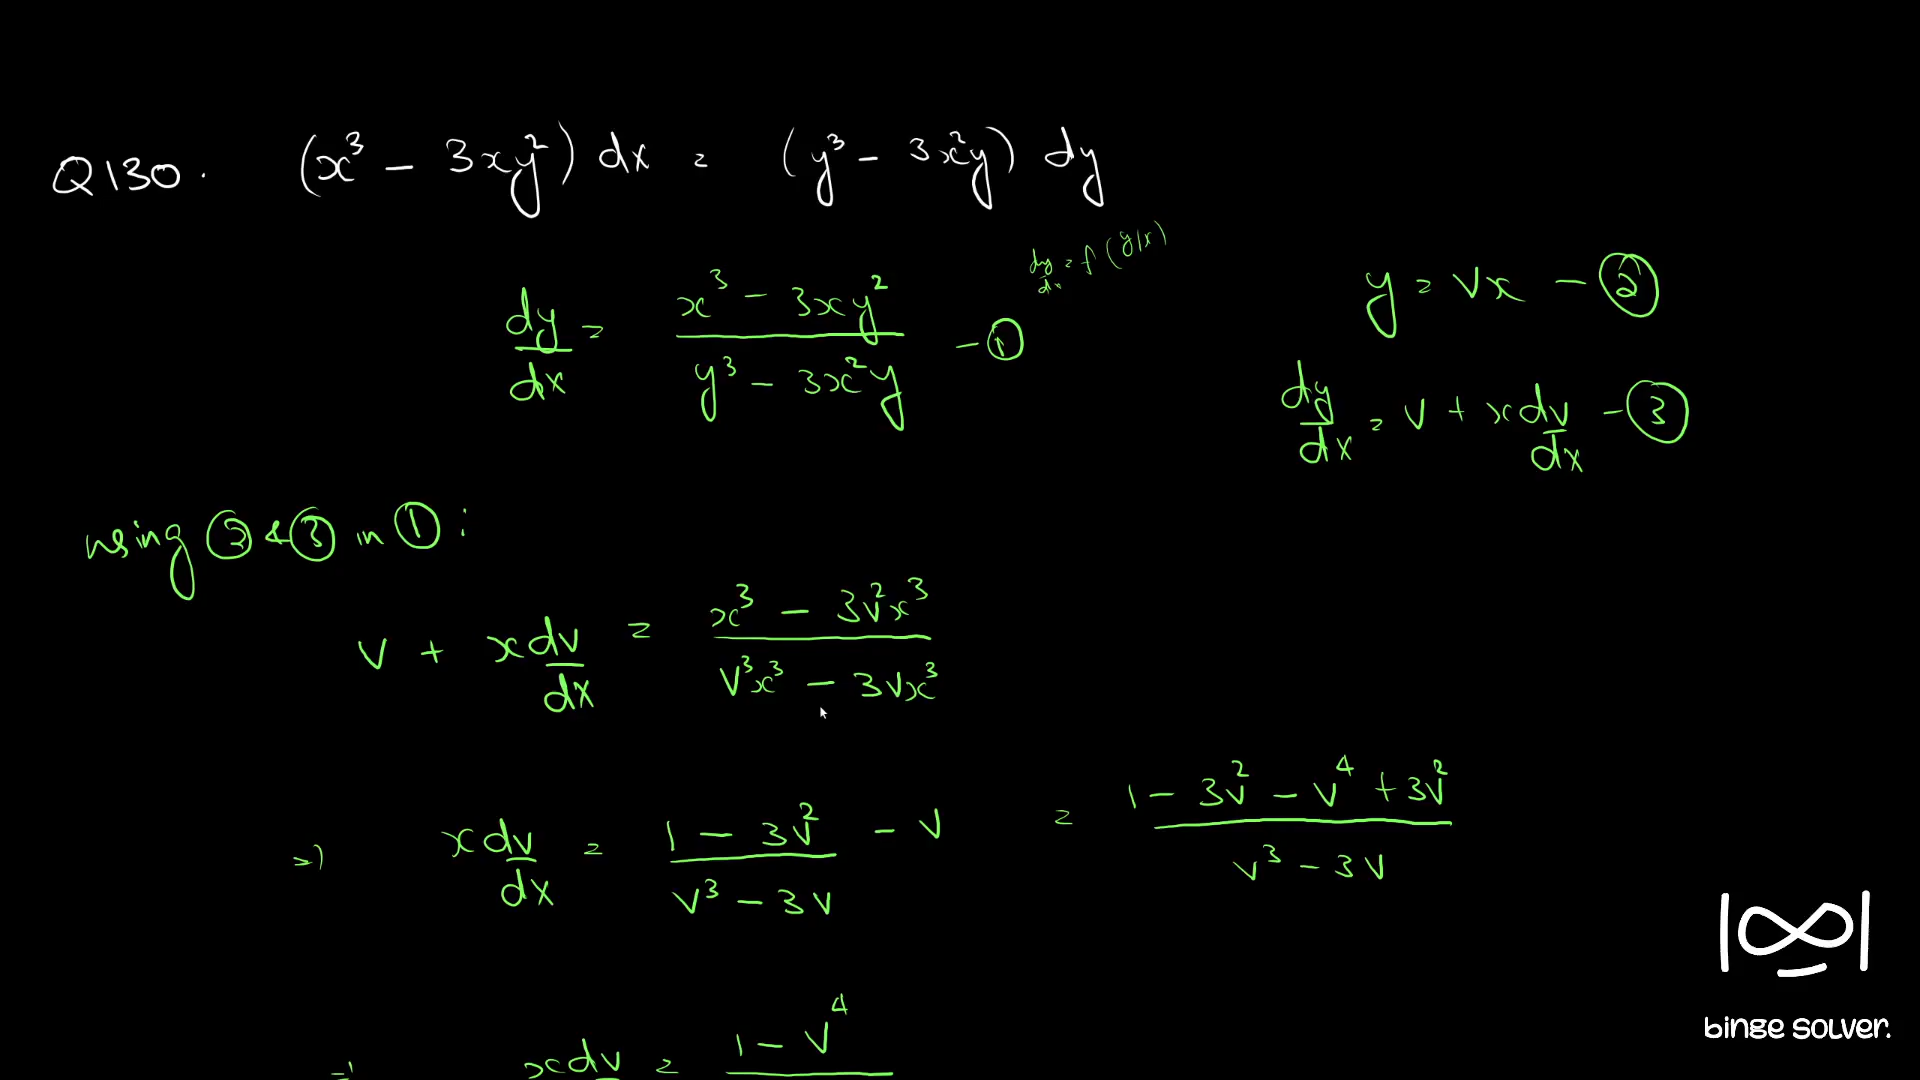 Q130. (x³ - 3xy²) dx = (y³ - 3x²y) dy
dy/dx = (x³ - 3xy²)/(y³ - 3x²y) - ①
dy/dx = f(y/x)
y = vx - ②
dy/dx = v + x dv/dx - ③
using ② & ③ in ① :
v + x dv/dx = (x³ - 3v²x³)/(v³x³ - 3vx³)
=> x dv/dx = (1 - 3v²)/(v³ - 3v) - v = (1 - 3v² - v⁴ + 3v²)/(v³ - 3v)
=> x dv = 1 - v⁴
binge solver.